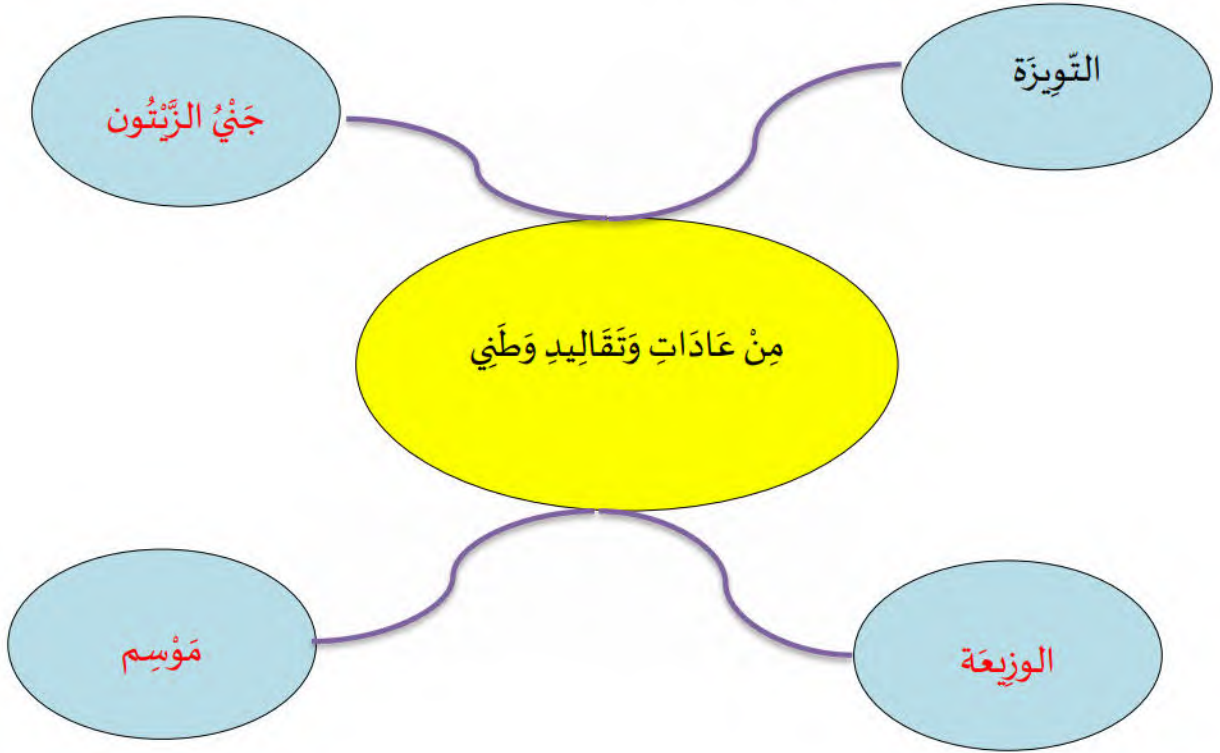 التّوِيزَة
جَنْيُ الزَّيْتُون
مِنْ عَادَاتِ وَتَقَالِيدِ وَطَنِي
الوزِيعَة
مَوْسِم